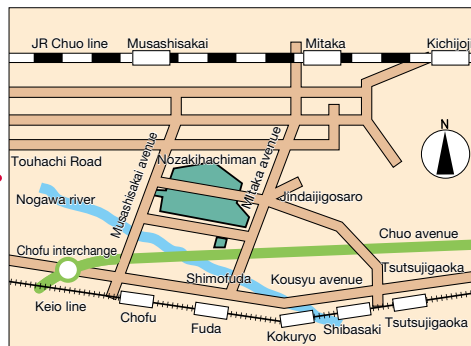 JR Chuo line
Musashisakai
Mitaka
Kichijoji
N
Touhachi Road
Musashisakai avenue
Nozakihachiman
Mitaka avenue
Nogawa river
Jindaijigosaro
Chofu interchange
Chuo avenue
Shimofuda
Kousyu avenue
Tsutsujigaoka
Keio line
Chofu
Fuda
Kokuryo
Shibasaki
Tsutsujigaoka